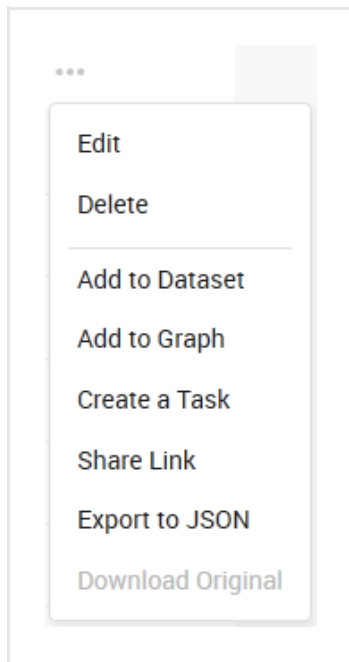 Edit
Delete
Add to Dataset
Add to Graph
Create a Task
Share Link
Export to JSON
Download Original